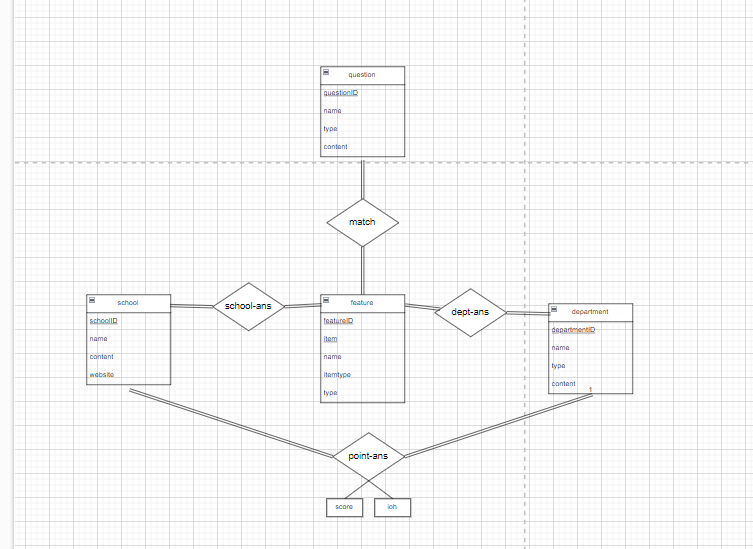 question
questionID
name
type
content
match
school
schoolID
name
content
website
school-ans
feature
featureID
item
name
itemtype
type
dept-ans
department
departmentID
name
type
content
1
point-ans
score